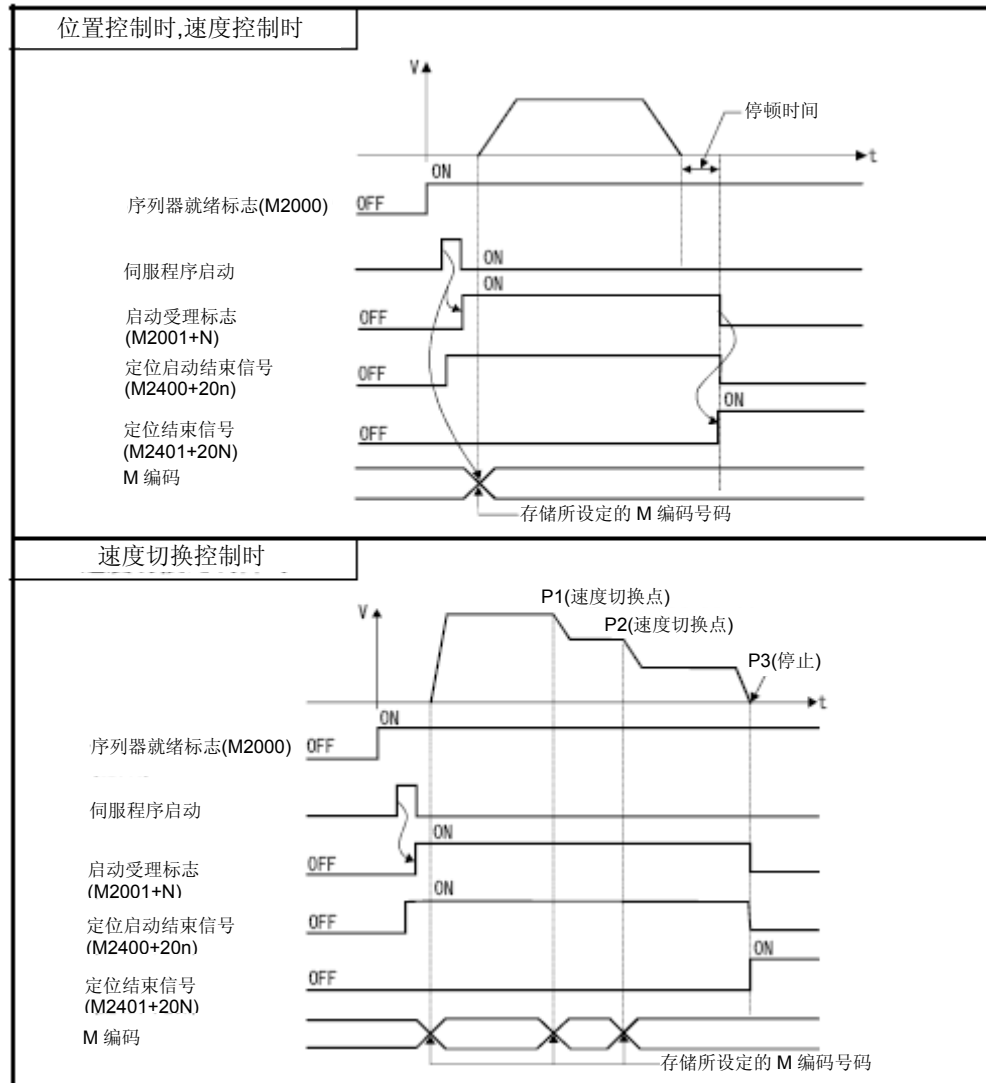 位置控制时,速度控制时
V
停顿时间
t
ON
序列器就绪标志(M2000)
OFF
伺服程序启动
ON
ON
启动受理标志
OFF
(M2001+N)
定位启动结束信号
OFF
(M2400+20n)
ON
定位结束信号
OFF
(M2401+20N)
M 编码
存储所设定的 M 编码号码
速度切换控制时
P1(速度切换点)
V
P2(速度切换点)
P3(停止)
t
ON
序列器就绪标志(M2000)
OFF
伺服程序启动
ON
启动受理标志
OFF
(M2001+N)
ON
定位启动结束信号
OFF
(M2400+20n)
ON
定位结束信号
OFF
(M2401+20N)
M 编码
存储所设定的 M 编码号码